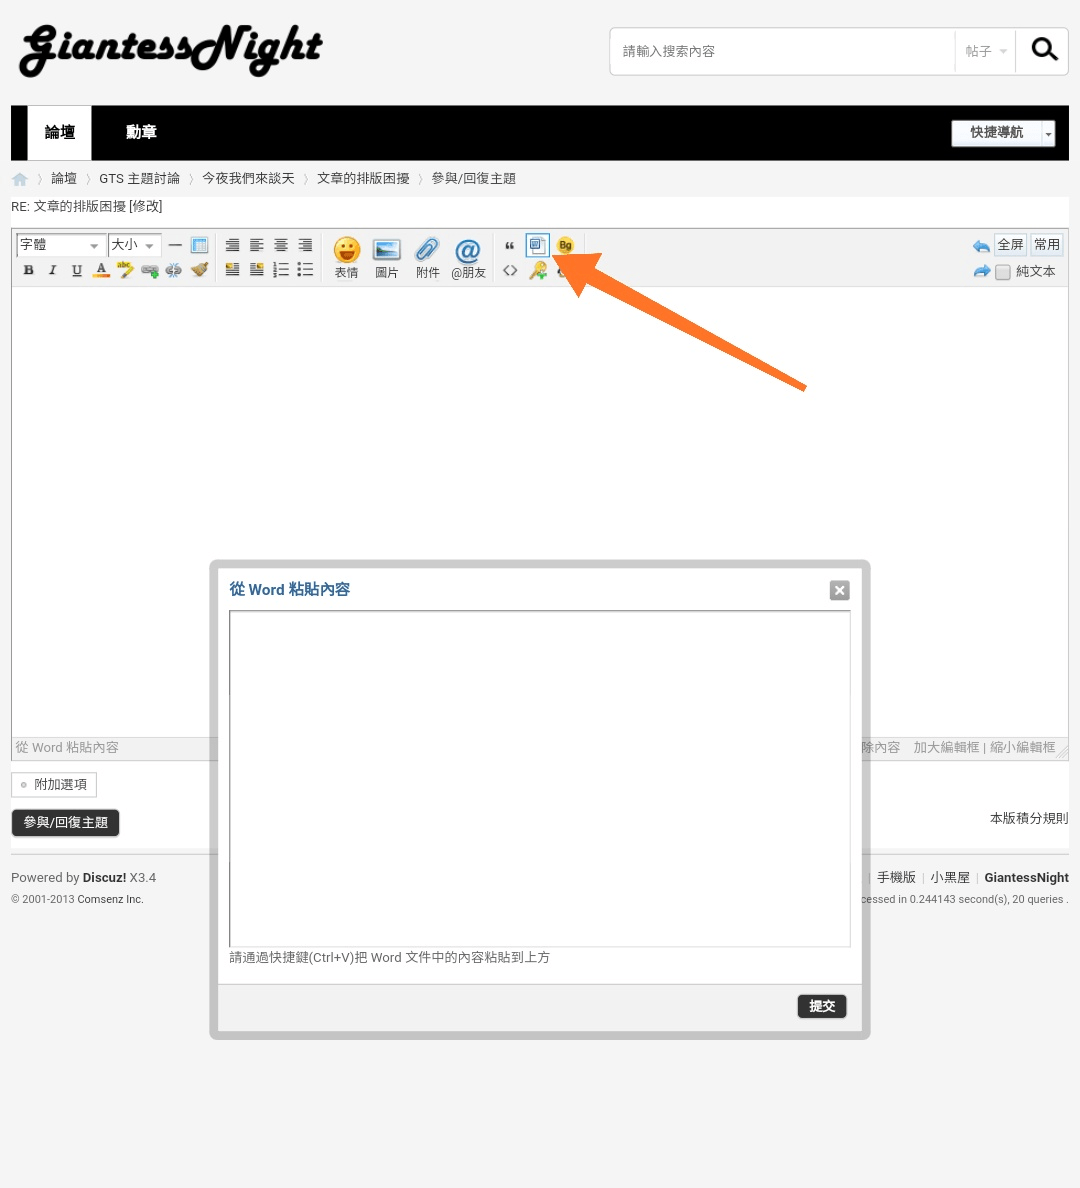 GiantessNight
請輸入搜索內容
帖子
論壇
勳章
快捷導航
論壇 › GTS 主題討論 › 今夜我們來談天 › 文章的排版困擾 › 參與/回復主題
RE: 文章的排版困擾 [修改]
字體 大小
全屏 常用
B I U A abc
表情 圖片 附件 @朋友
Bg
純文本
從 Word 粘貼內容
請通過快捷鍵(Ctrl+V)把 Word 文件中的內容粘貼到上方
提交
從 Word 粘貼內容
除內容 加大編輯框 | 縮小編輯框
附加選項
參與/回復主題
本版積分規則
Powered by Discuz! X3.4
© 2001-2013 Comsenz Inc.
| 手機版 | 小黑屋 | GiantessNight
cessed in 0.244143 second(s), 20 queries .